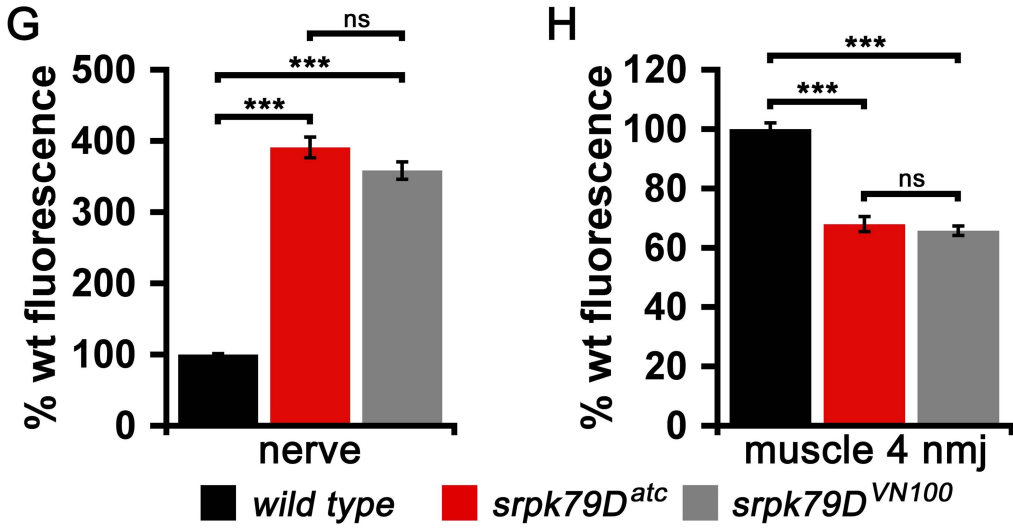 G
ns
***
***
500
400
300
200
100
0
% wt fluorescence
nerve
H
***
***
ns
120
100
80
60
40
20
0
% wt fluorescence
muscle 4 nmj
wild type srpk79D^atc srpk79D^VN100